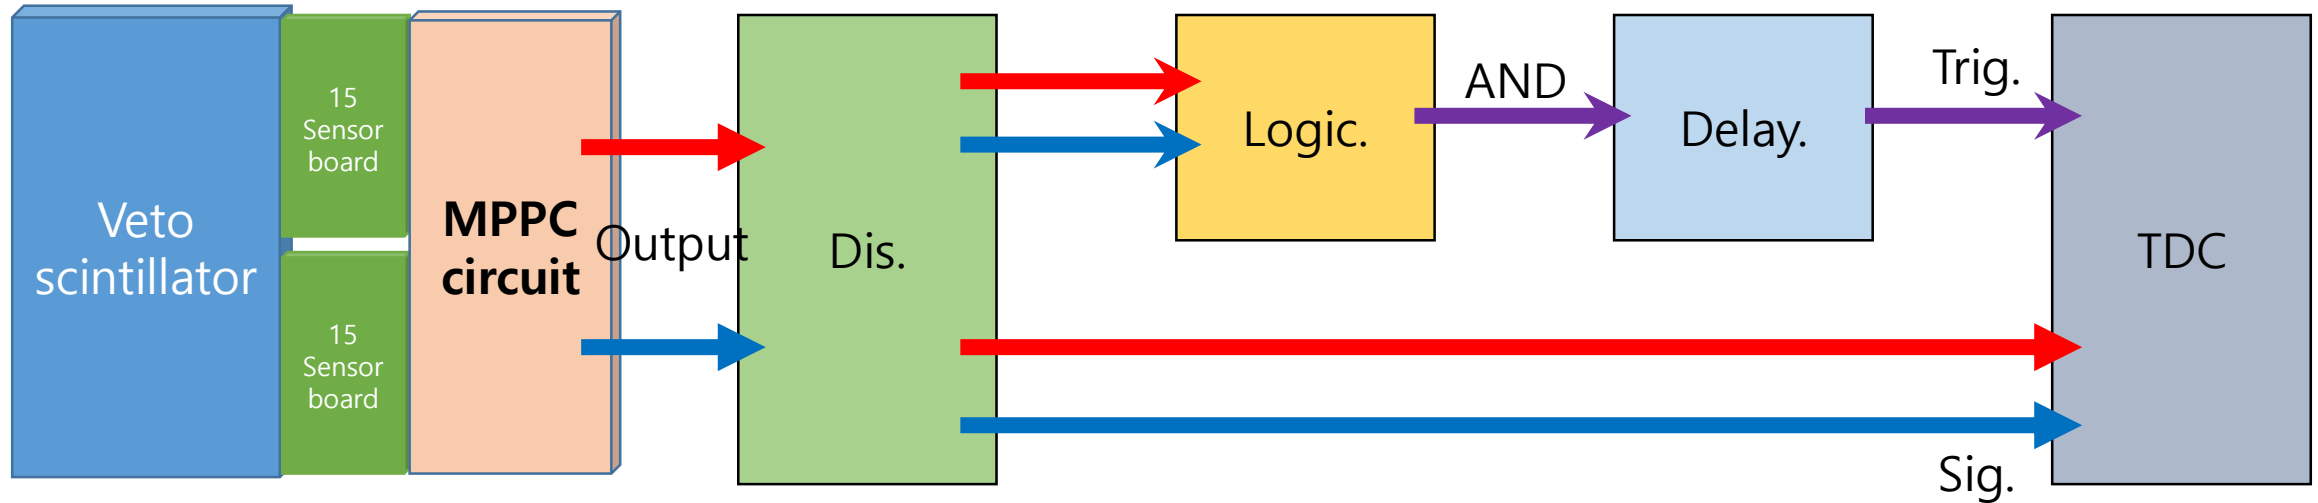 Veto
scintillator
15
Sensor
board
15
Sensor
board
MPPC
circuit
Output
Dis.
Logic.
AND
Delay.
Trig.
Sig.
TDC